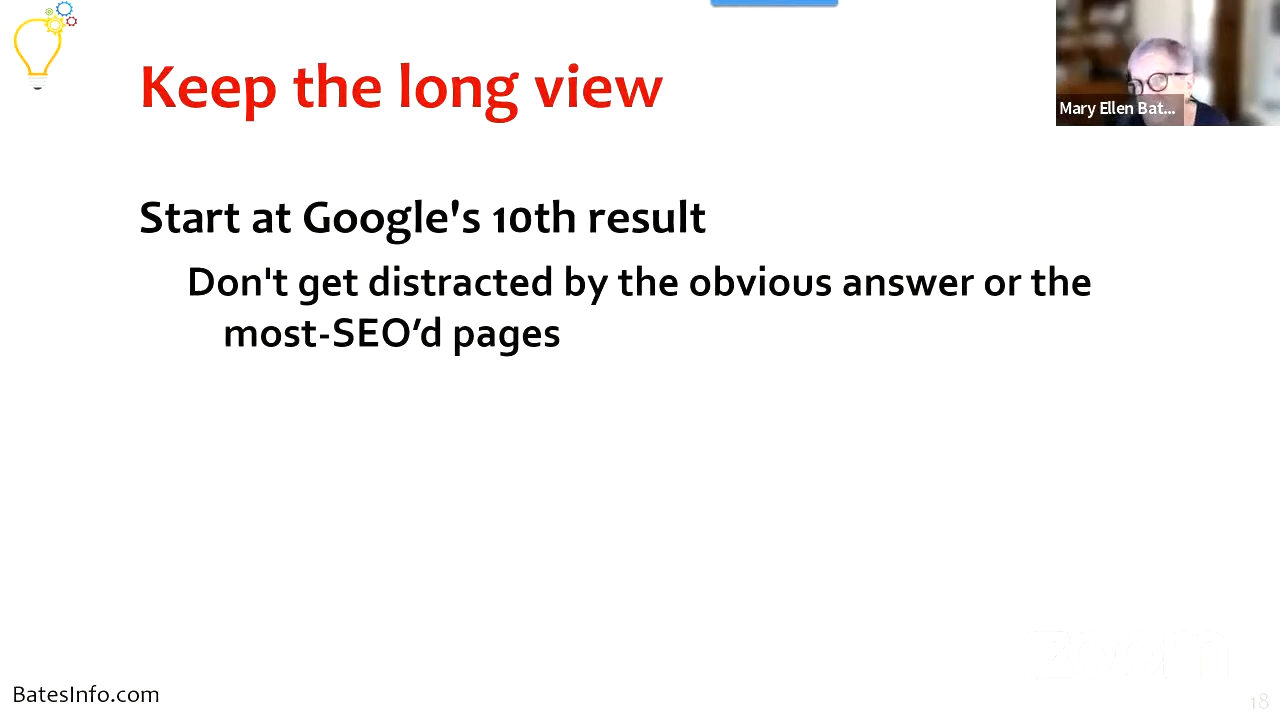 Keep the long view
Mary Ellen Bat...
Start at Google's 10th result
Don't get distracted by the obvious answer or the
most-SEO’d pages
BatesInfo.com
18